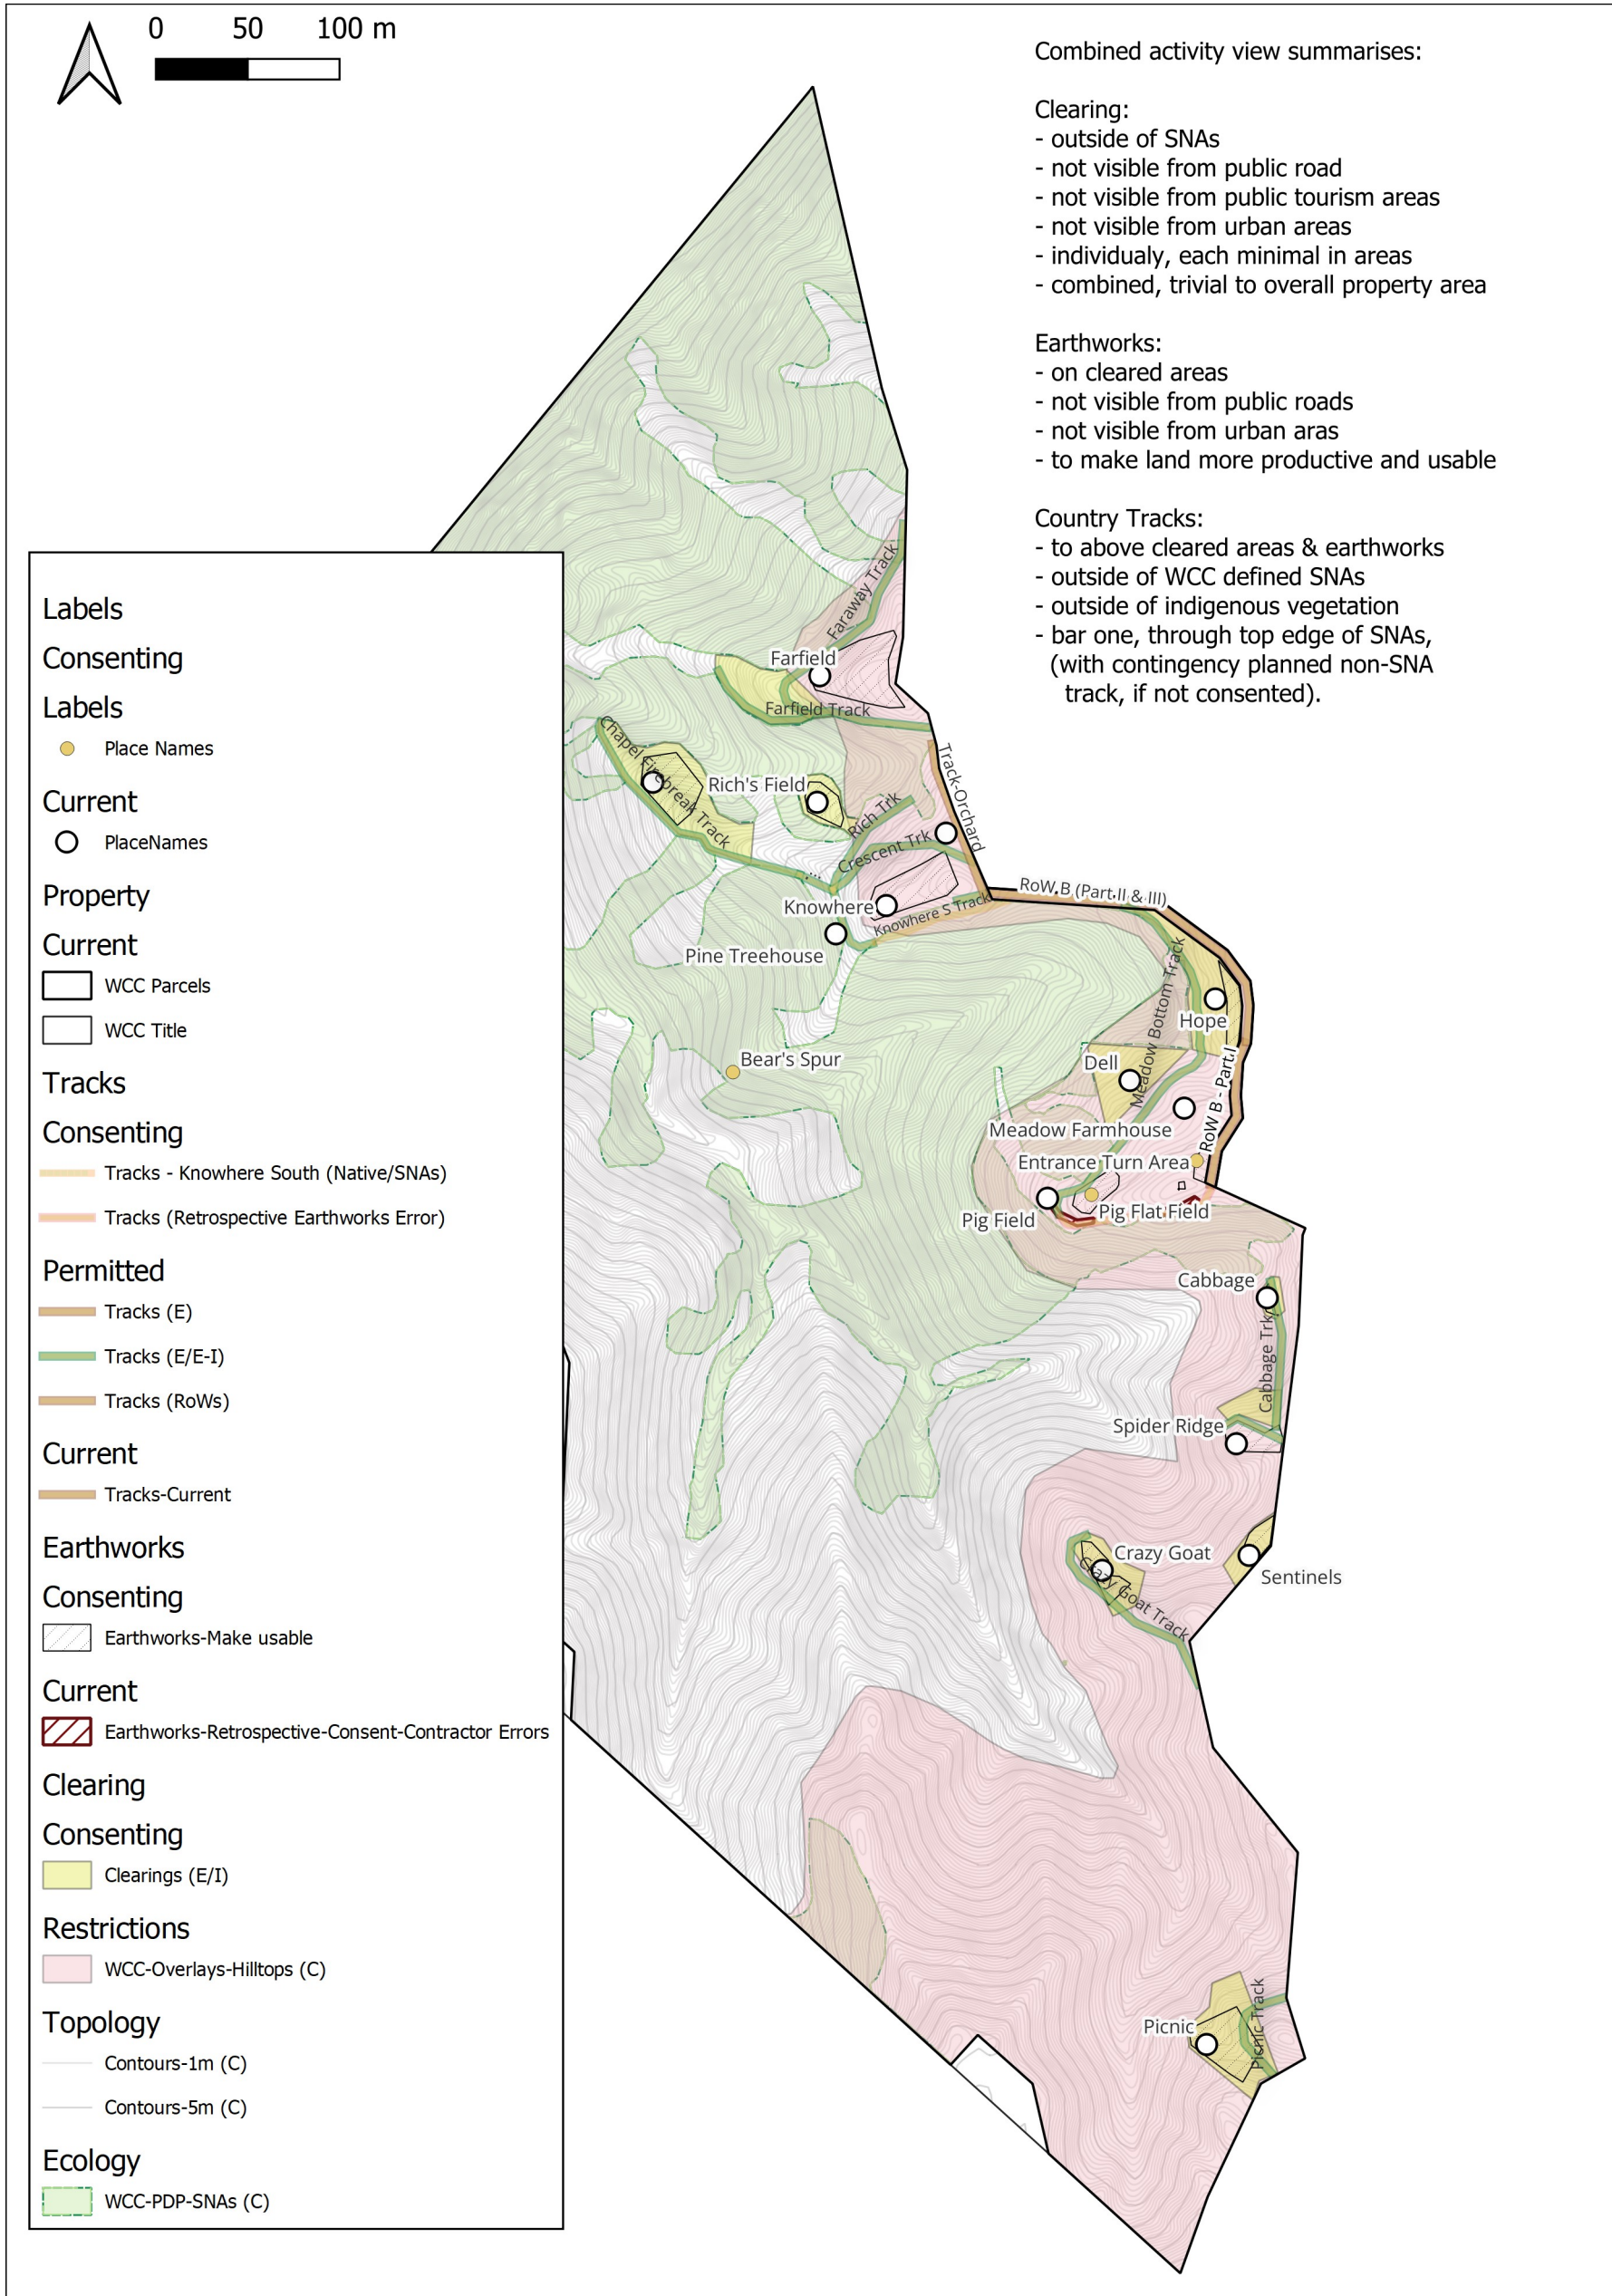 0 50 100 m
Combined activity view summarises:
Clearing:
- outside of SNAs
- not visible from public road
- not visible from public tourism areas
- not visible from urban areas
- individualy, each minimal in areas
- combined, trivial to overall property area
Earthworks:
- on cleared areas
- not visible from public roads
- not visible from urban aras
- to make land more productive and usable
Country Tracks:
- to above cleared areas & earthworks
- outside of WCC defined SNAs
- outside of indigenous vegetation
- bar one, through top edge of SNAs,
(with contingency planned non-SNA
track, if not consented).
Faraway Track
Farfield
Farfield Track
Chapel Firebreak Track
Rich's Field
Rich Trk
Track-Orchard
Crescent Trk
Knowhere
Knowhere S Track
RoW B (Part II & III)
Pine Treehouse
Meadow Bottom Track
Hope
Bear's Spur
Dell
RoW B - Part I
Meadow Farmhouse
Entrance Turn Area
Pig Field
Pig Flat Field
Cabbage
Cabbage Trk
Spider Ridge
Crazy Goat
Crazy Goat Track
Sentinels
Picnic
Picnic Track
Labels
Consenting
Labels
Place Names
Current
PlaceNames
Property
Current
WCC Parcels
WCC Title
Tracks
Consenting
Tracks - Knowhere South (Native/SNAs)
Tracks (Retrospective Earthworks Error)
Permitted
Tracks (E)
Tracks (E/E-I)
Tracks (RoWs)
Current
Tracks-Current
Earthworks
Consenting
Earthworks-Make usable
Current
Earthworks-Retrospective-Consent-Contractor Errors
Clearing
Consenting
Clearings (E/I)
Restrictions
WCC-Overlays-Hilltops (C)
Topology
Contours-1m (C)
Contours-5m (C)
Ecology
WCC-PDP-SNAs (C)